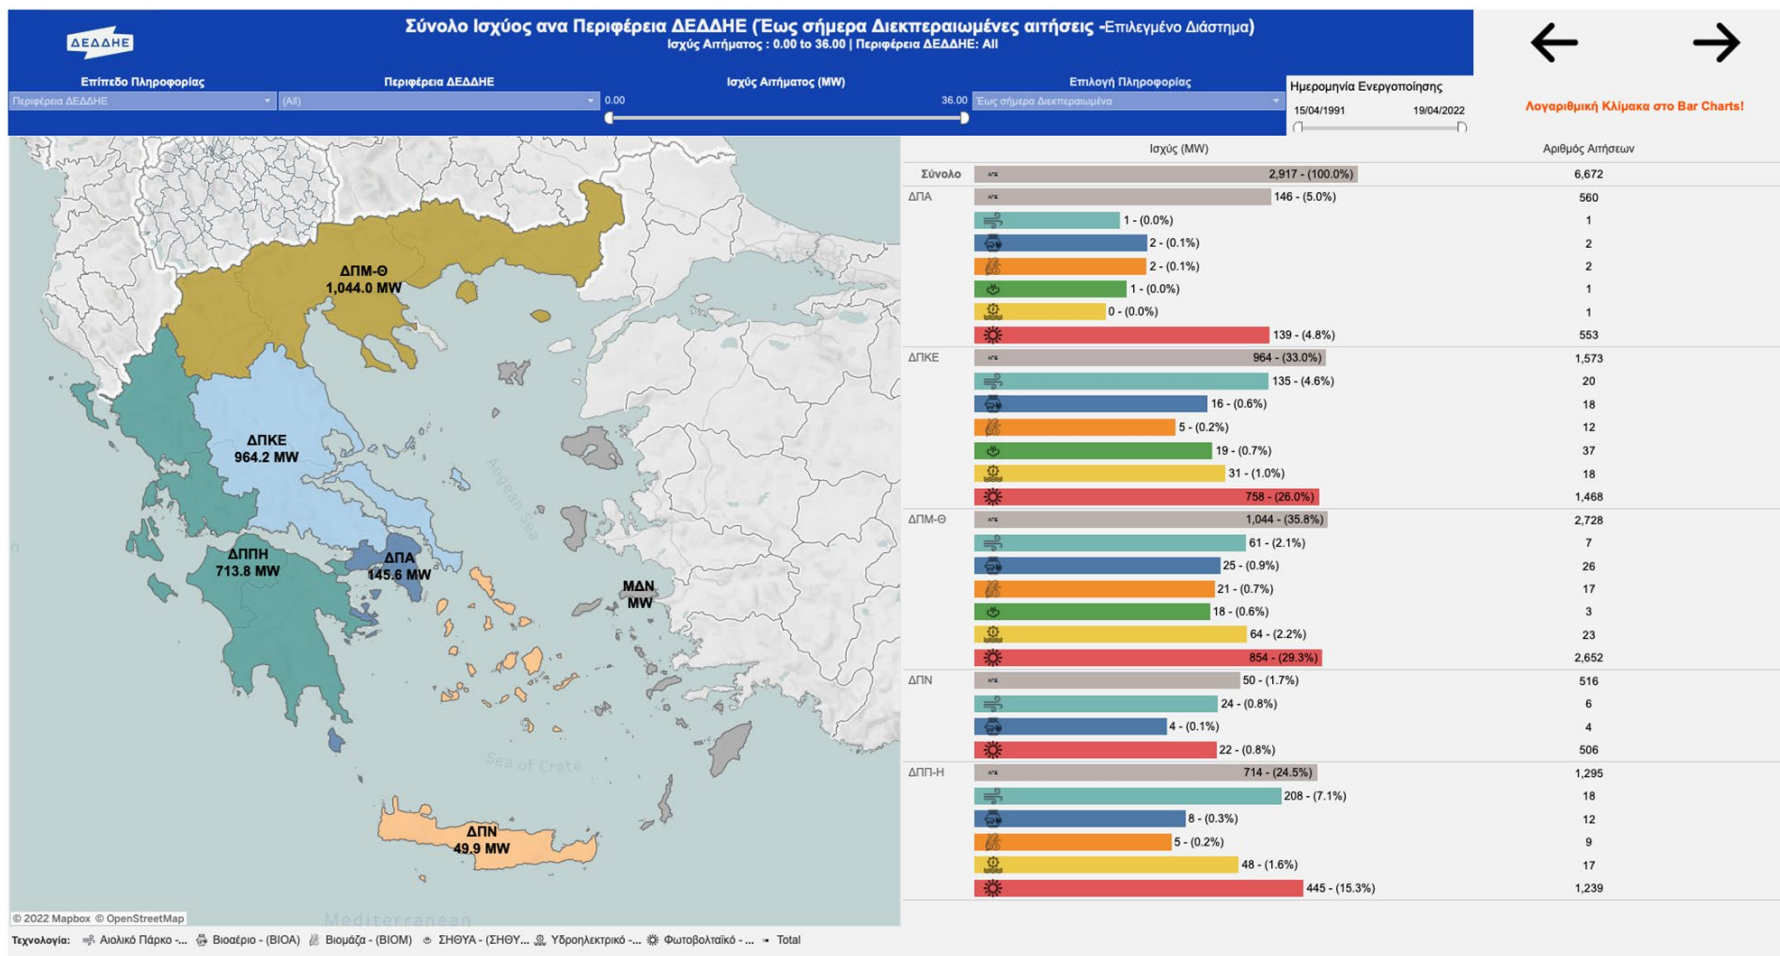 ΔΕΔΔΗΕ
Σύνολο Ισχύος ανα Περιφέρεια ΔΕΔΔΗΕ (Έως σήμερα Διεκπεραιωμένες αιτήσεις -Επιλεγμένο Διάστημα)
Ισχύς Αιτήματος : 0.00 to 36.00 | Περιφέρεια ΔΕΔΔΗΕ: All
Επίπεδο Πληροφορίας
Περιφέρεια ΔΕΔΔΗΕ
Περιφέρεια ΔΕΔΔΗΕ
(All)
Ισχύς Αιτήματος (MW)
0.00 36.00
Επιλογή Πληροφορίας
Έως σήμερα Διεκπεραιωμένα
Ημερομηνία Ενεργοποίησης
15/04/1991 19/04/2022
Λογαριθμική Κλίμακα στο Bar Charts!
ΔΠΜ-Θ
1,044.0 MW
ΔΠΚΕ
964.2 MW
Aegean Sea
ΔΠΠΗ
713.8 MW
ΔΠΑ
145.6 MW
ΜΔΝ
MW
Sea of Crete
ΔΠΝ
49.9 MW
Mediterranean
© 2022 Mapbox © OpenStreetMap
Ισχύς (MW) Αριθμός Αιτήσεων
Σύνολο ΑΠΕ 2,917 - (100.0%) 6,672
ΔΠΑ ΑΠΕ 146 - (5.0%) 560
1 - (0.0%) 1
2 - (0.1%) 2
2 - (0.1%) 2
1 - (0.0%) 1
0 - (0.0%) 1
139 - (4.8%) 553
ΔΠΚΕ ΑΠΕ 964 - (33.0%) 1,573
135 - (4.6%) 20
16 - (0.6%) 18
5 - (0.2%) 12
19 - (0.7%) 37
31 - (1.0%) 18
758 - (26.0%) 1,468
ΔΠΜ-Θ ΑΠΕ 1,044 - (35.8%) 2,728
61 - (2.1%) 7
25 - (0.9%) 26
21 - (0.7%) 17
18 - (0.6%) 3
64 - (2.2%) 23
854 - (29.3%) 2,652
ΔΠΝ ΑΠΕ 50 - (1.7%) 516
24 - (0.8%) 6
4 - (0.1%) 4
22 - (0.8%) 506
ΔΠΠ-Η ΑΠΕ 714 - (24.5%) 1,295
208 - (7.1%) 18
8 - (0.3%) 12
5 - (0.2%) 9
48 - (1.6%) 17
445 - (15.3%) 1,239
Τεχνολογία: Αιολικό Πάρκο -... Βιοαέριο - (ΒΙΟΑ) Βιομάζα - (ΒΙΟΜ) ΣΗΘΥΑ - (ΣΗΘΥ... Υδροηλεκτρικό -... Φωτοβολταϊκό - ... Total